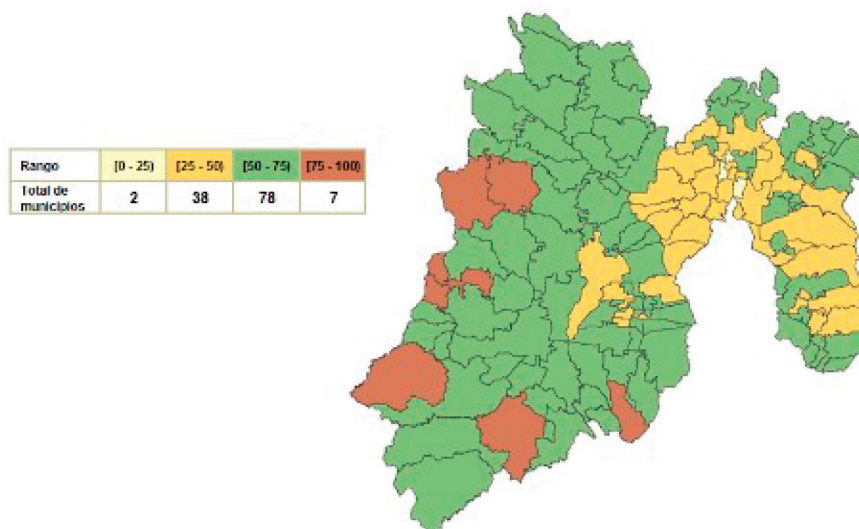 Rango [0 - 25) [25 - 50) [50 - 75) [75 - 100)
Total de municipios 2 38 78 7